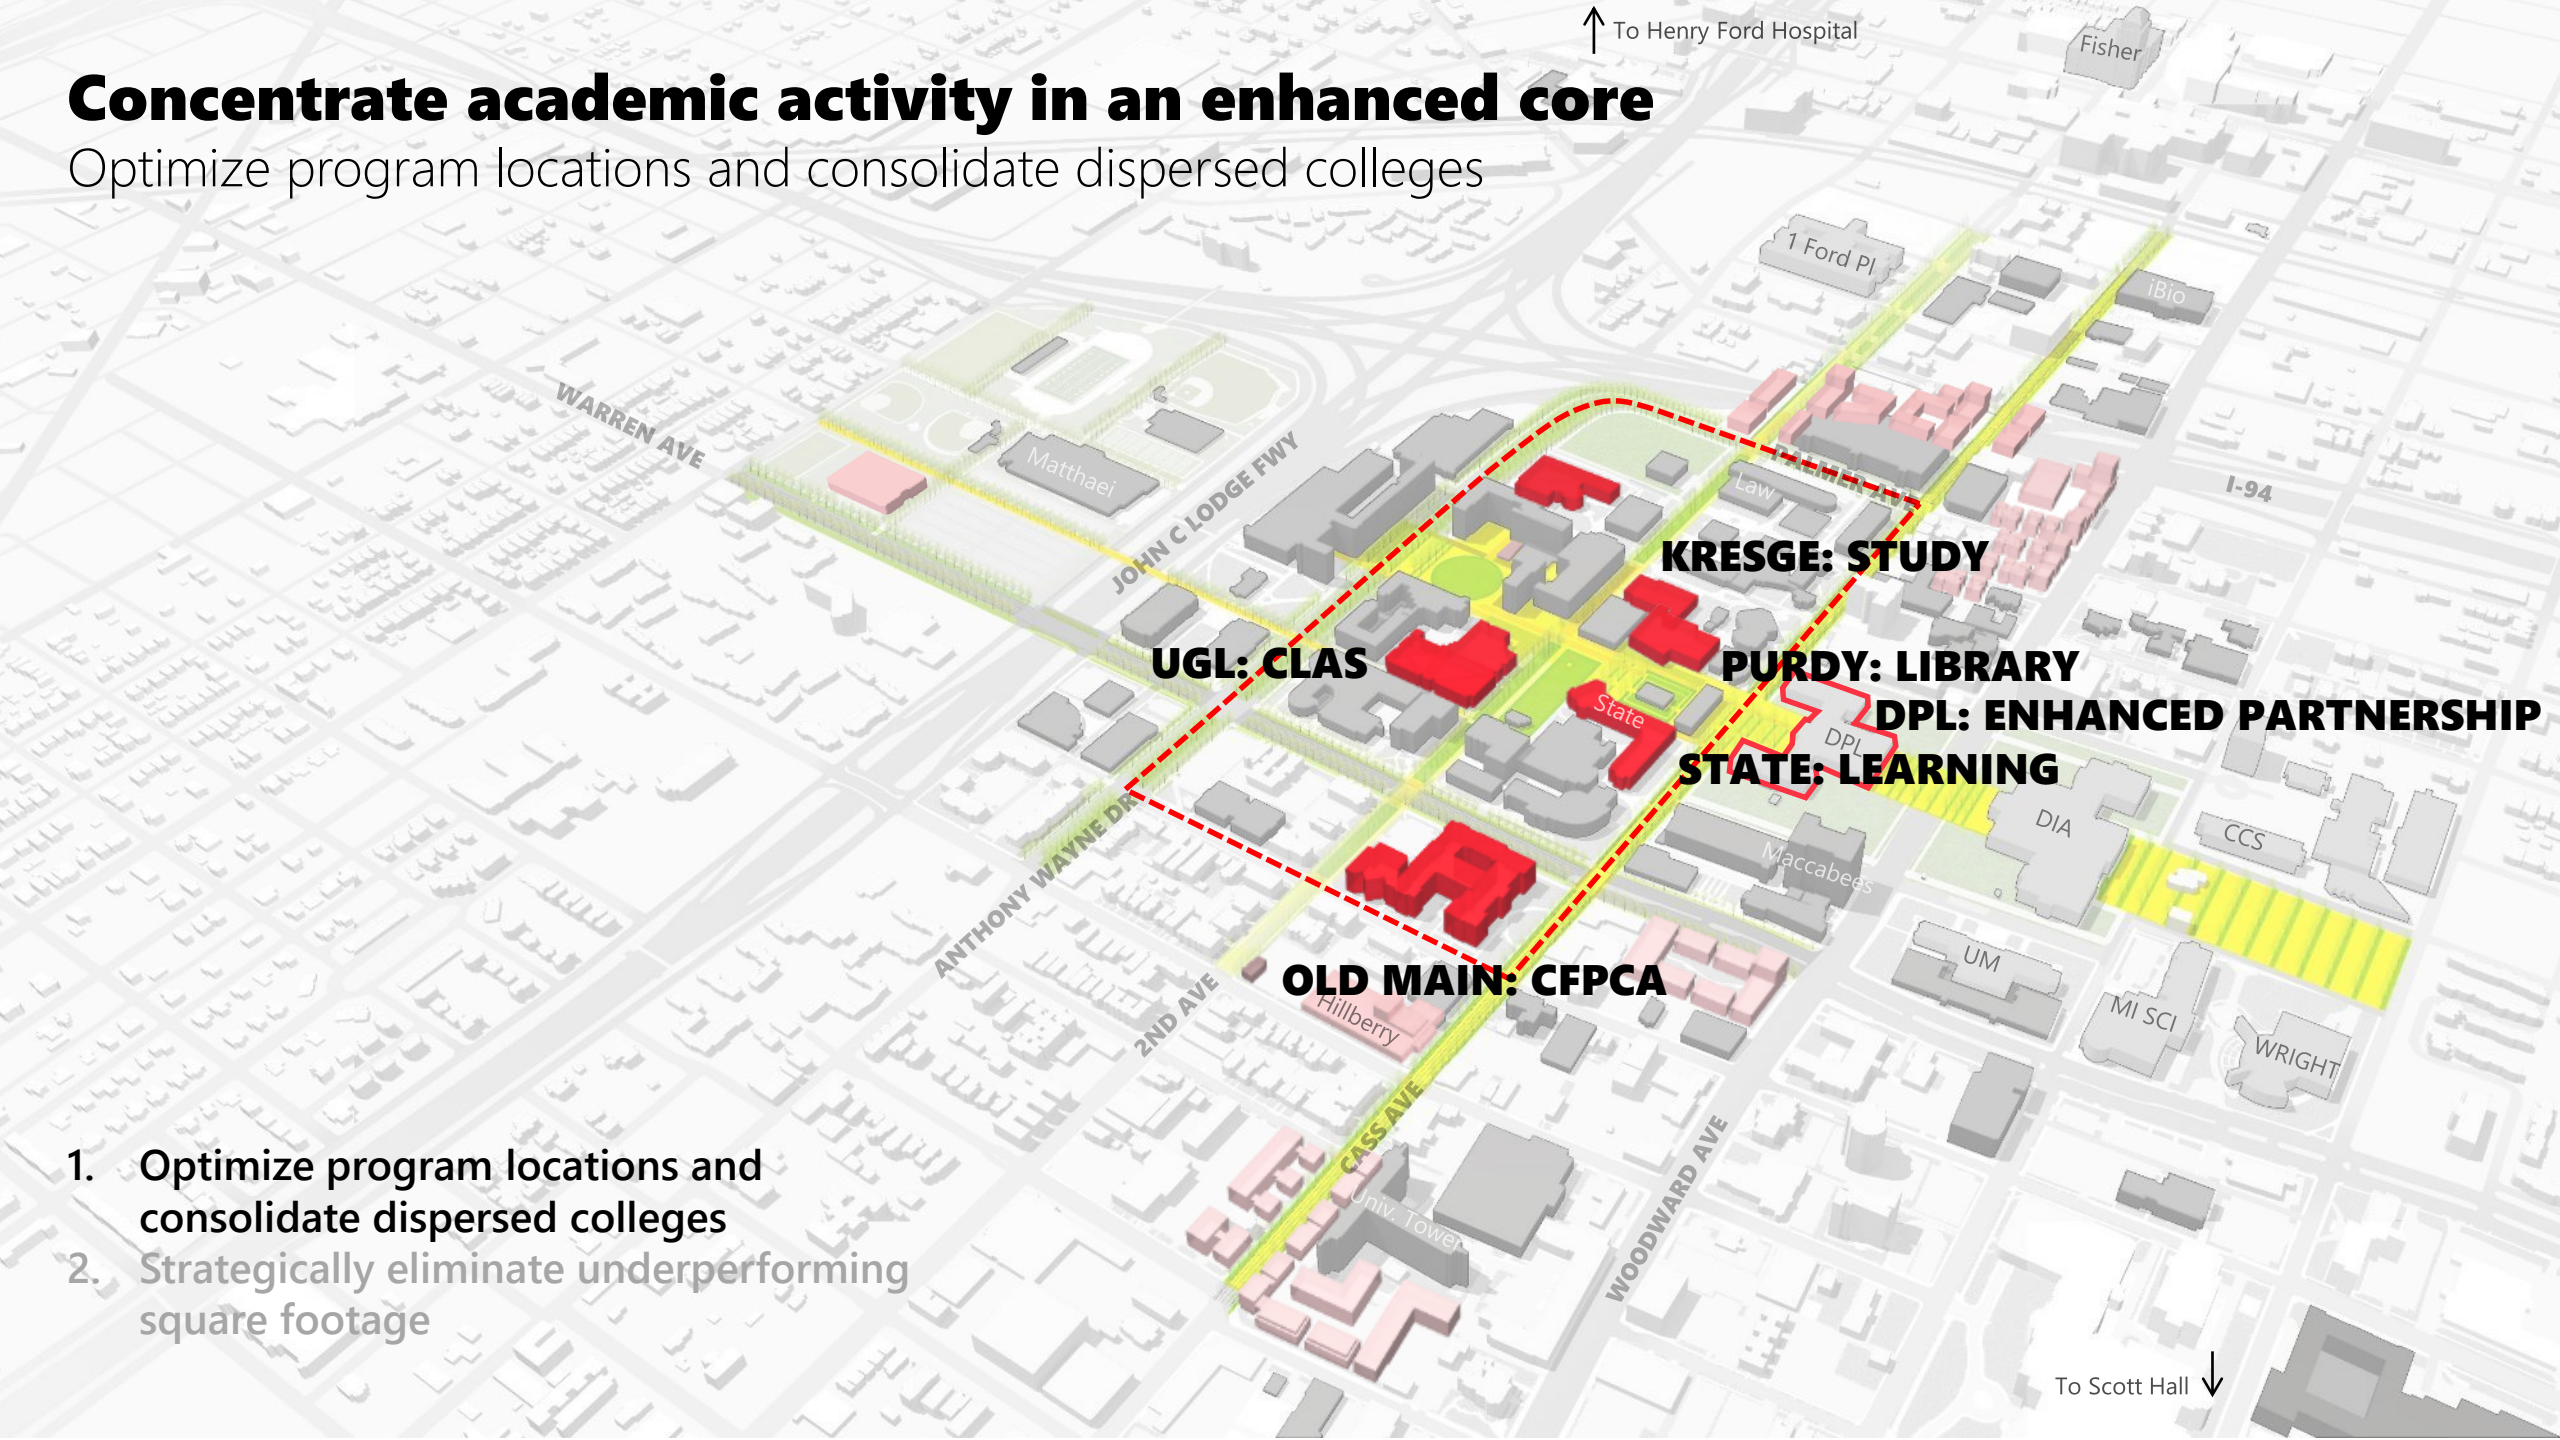 To Henry Ford Hospital
Fisher
Concentrate academic activity in an enhanced core
Optimize program locations and consolidate dispersed colleges
1 Ford Pl
iBio
WARREN AVE
Matthaei
JOHN C LODGE FWY
PALMER AVE
Law
I-94
KRESGE: STUDY
UGL: CLAS
PURDY: LIBRARY
State
DPL: ENHANCED PARTNERSHIP
DPL
STATE: LEARNING
DIA
CCS
Maccabees
ANTHONY WAYNE DR
UM
OLD MAIN: CFPCA
Hillberry
MI SCI
2ND AVE
WRIGHT
CASS AVE
WOODWARD AVE
Univ. Tower
1. Optimize program locations and
consolidate dispersed colleges
2. Strategically eliminate underperforming
square footage
To Scott Hall